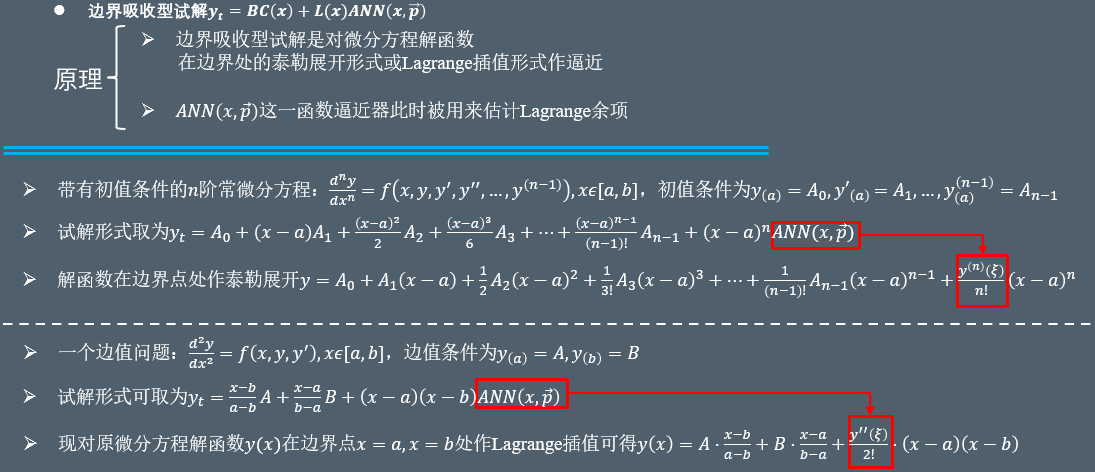 ● 边界吸收型试解y_t = BC(x) + L(x)ANN(x, p⃗)
原理
➢ 边界吸收型试解是对微分方程解函数
在边界处的泰勒展开形式或Lagrange插值形式作逼近
➢ ANN(x, p⃗)这一函数逼近器此时被用来估计Lagrange余项
➢ 带有初值条件的n阶常微分方程：dⁿy/dxⁿ = f(x, y, y′, y″, …, y⁽ⁿ⁻¹⁾), xϵ[a, b]，初值条件为y₍ₐ₎ = A₀, y′₍ₐ₎ = A₁, …, y₍ₐ₎⁽ⁿ⁻¹⁾ = Aₙ₋₁
➢ 试解形式取为y_t = A₀ + (x − a)A₁ + (x−a)²/2 A₂ + (x−a)³/6 A₃ + ⋯ + (x−a)ⁿ⁻¹/(n−1)! Aₙ₋₁ + (x − a)ⁿANN(x, p⃗)
➢ 解函数在边界点处作泰勒展开y = A₀ + A₁(x − a) + 1/2 A₂(x − a)² + 1/3! A₃(x − a)³ + ⋯ + 1/(n−1)! Aₙ₋₁(x − a)ⁿ⁻¹ + y⁽ⁿ⁾(ξ)/n! (x − a)ⁿ
➢ 一个边值问题：d²y/dx² = f(x, y, y′), xϵ[a, b]，边值条件为y₍ₐ₎ = A, y_(b) = B
➢ 试解形式可取为y_t = x−b/a−b A + x−a/b−a B + (x − a)(x − b)ANN(x, p⃗)
➢ 现对原微分方程解函数y(x)在边界点x = a, x = b处作Lagrange插值可得y(x) = A · x−b/a−b + B · x−a/b−a + y″(ξ)/2! · (x − a)(x − b)